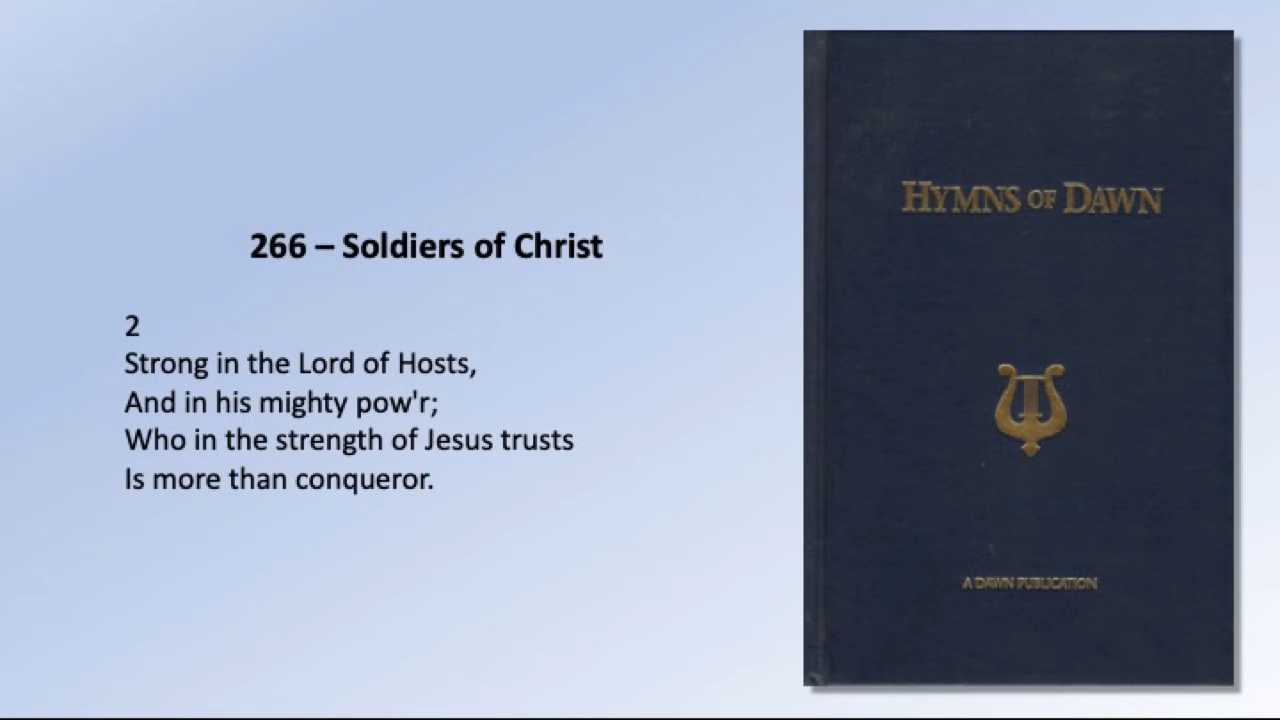 266 – Soldiers of Christ
2
Strong in the Lord of Hosts,
And in his mighty pow'r;
Who in the strength of Jesus trusts
Is more than conqueror.
HYMNS OF DAWN
A DAWN PUBLICATION